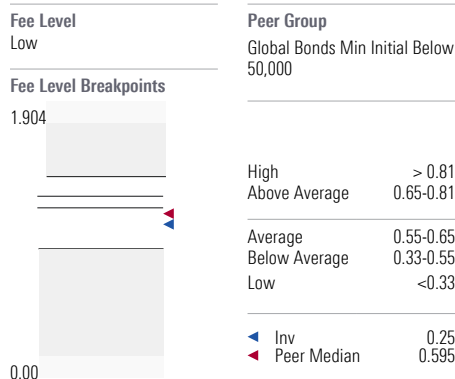 Fee Level
Low
Fee Level Breakpoints
1.904
0.00
Peer Group
Global Bonds Min Initial Below
50,000
High > 0.81
Above Average 0.65-0.81
Average 0.55-0.65
Below Average 0.33-0.55
Low <0.33
Inv 0.25
Peer Median 0.595